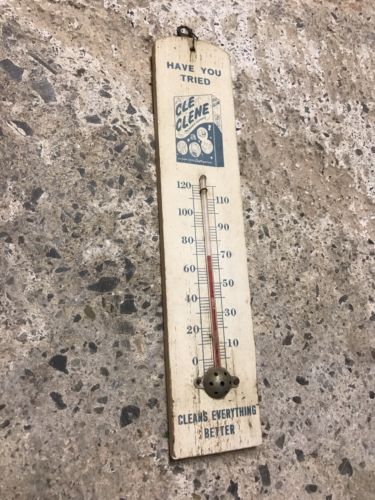 HAVE YOU
TRIED
CLE
CLENE
120
110
100
90
80
70
60
50
40
30
20
10
0
CLEANS EVERYTHING
BETTER